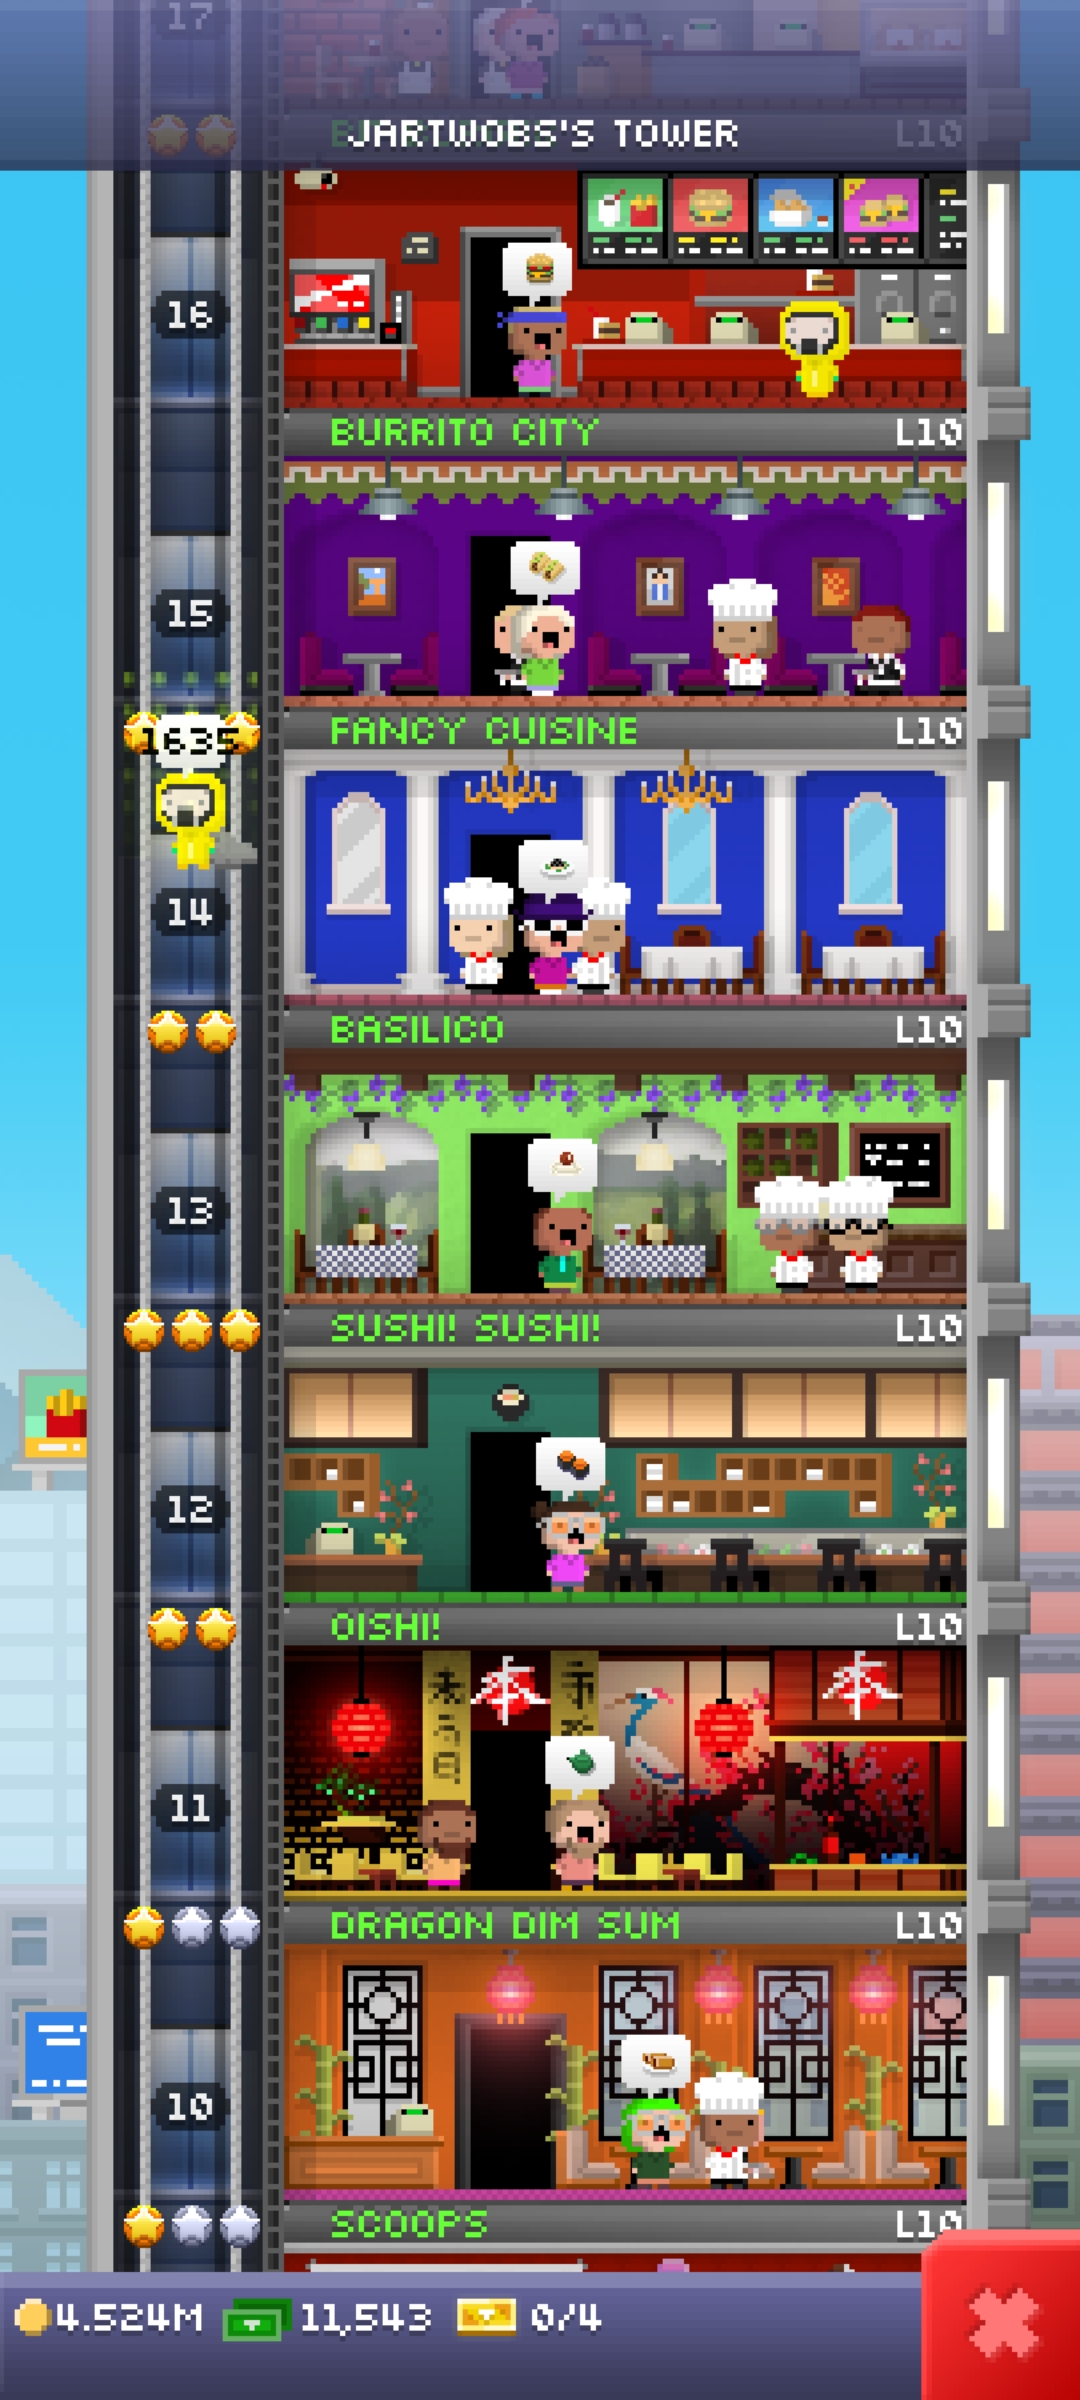 17
JARTWOBS'S TOWER
L10
16
BURRITO CITY
L10
15
1635
FANCY CUISINE
L10
14
BASILICO
L10
13
SUSHI! SUSHI!
L10
12
OISHI!
L10
11
DRAGON DIM SUM
L10
10
SCOOPS
L10
4.524M
11,543
0/4